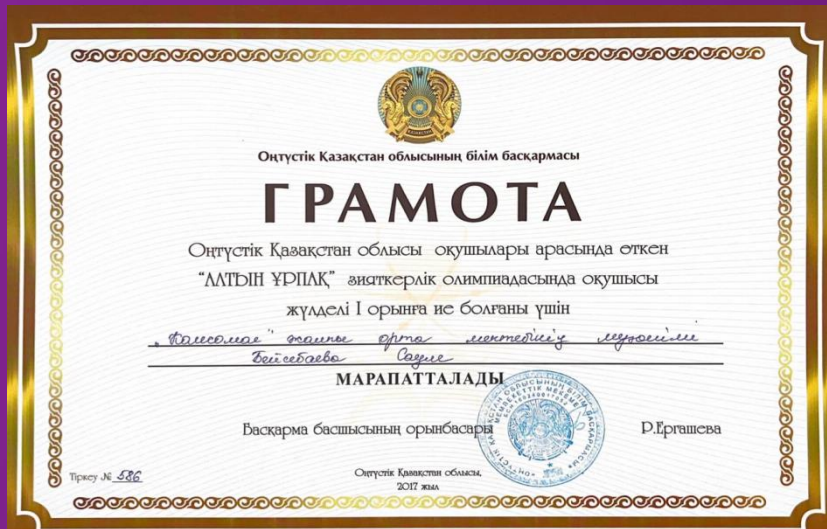 Оңтүстік Қазақстан облысының білім басқармасы
ГРАМОТА
Оңтүстік Қазақстан облысы оқушылары арасында өткен
“АЛТЫН ҰРПАҚ” зияткерлік олимпиадасында оқушысы
жүлделі І орынға ие болғаны үшін
„Комсомол" жалпы орта мектебінің мұғалімі
Бейсебаева Сауле
МАРАПАТТАЛАДЫ
Басқарма басшысының орынбасары Р.Ергашева
Тіркеу № 586
Оңтүстік Қазақстан облысы,
2017 жыл